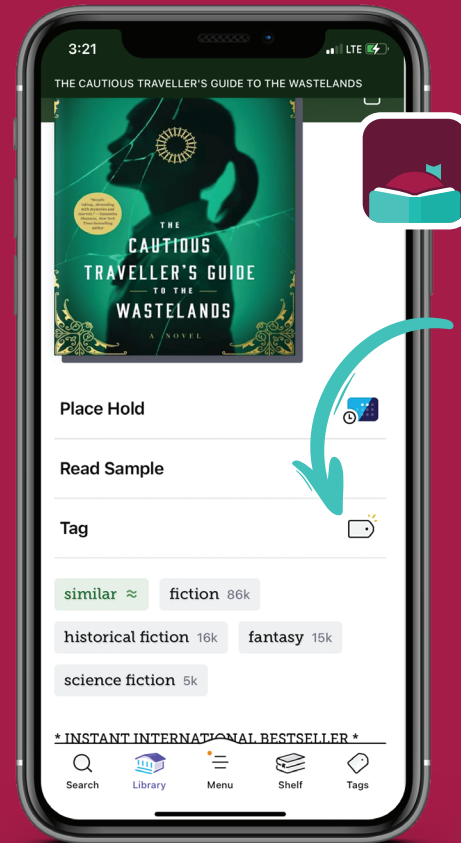 3:21
LTE
THE CAUTIOUS TRAVELLER'S GUIDE TO THE WASTELANDS
THE
CAUTIOUS
TRAVELLER'S GUIDE
TO THE
WASTELANDS
A NOVEL
Place Hold
Read Sample
Tag
similar ≈ fiction 86k
historical fiction 16k fantasy 15k
science fiction 5k
* INSTANT INTERNATIONAL BESTSELLER *
Search Library Menu Shelf Tags